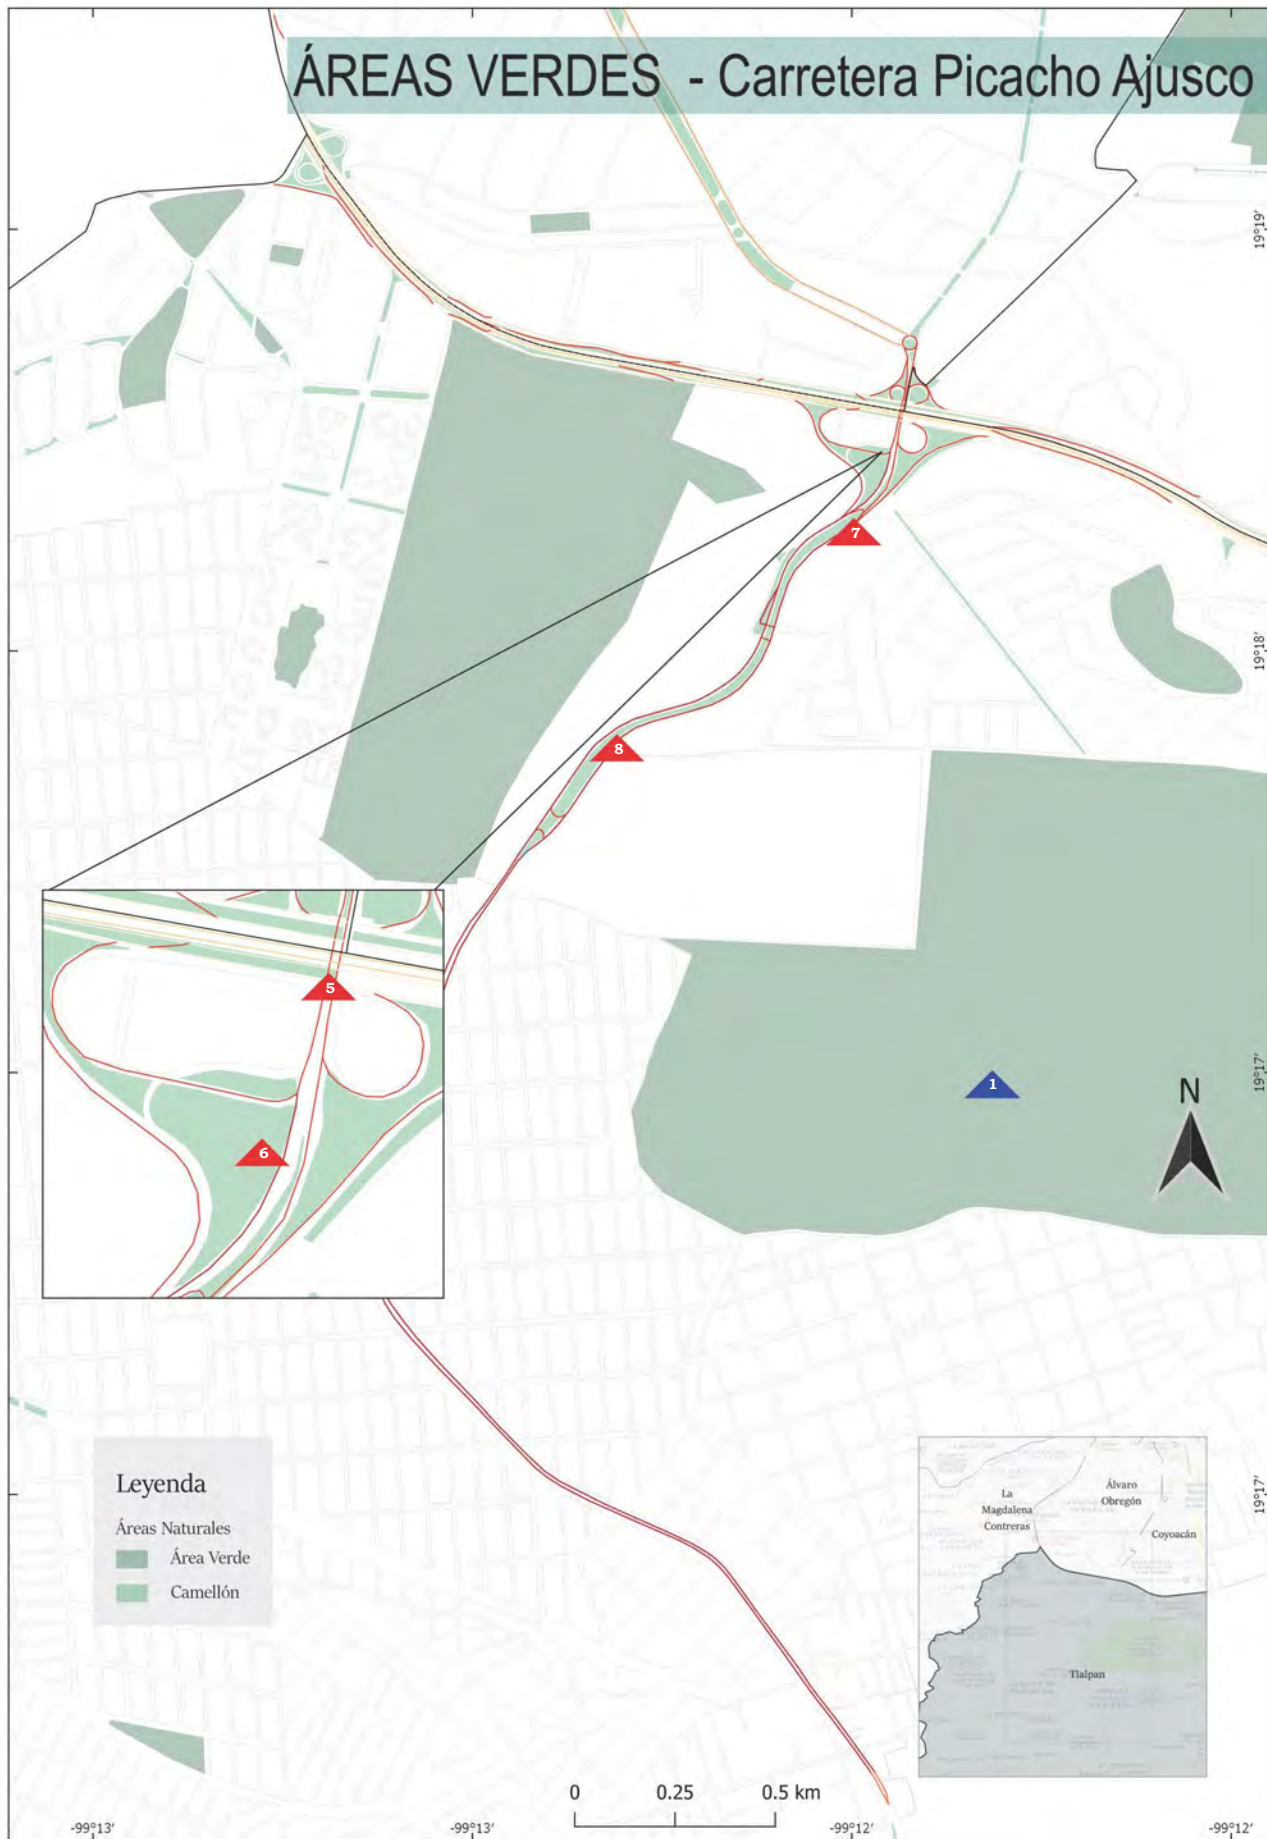 ÁREAS VERDES - Carretera Picacho Ajusco
19°19'
7
19°18'
8
5
1
19°17'
N
6
Leyenda
Áreas Naturales
Área Verde
Camellón
La
Magdalena
Contreras
Álvaro
Obregón
Coyoacán
19°17'
Tlalpan
0 0.25 0.5 km
-99°13' -99°13' -99°12' -99°12'